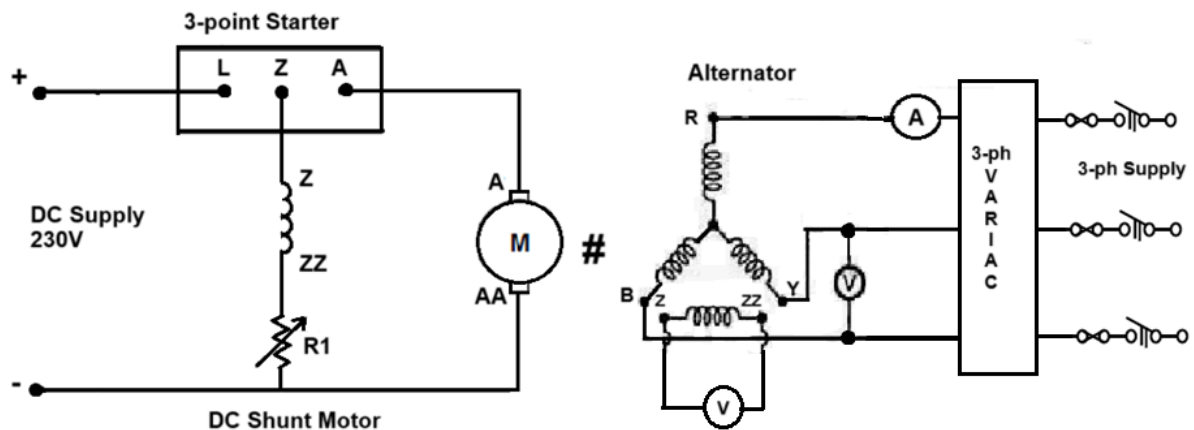 3-point Starter
L Z A
+
Z
ZZ
R1
DC Supply
230V
A
M
AA
-
DC Shunt Motor
#
Alternator
R
A
B
Z
ZZ
Y
V
V
3-ph
V
A
R
I
A
C
3-ph Supply